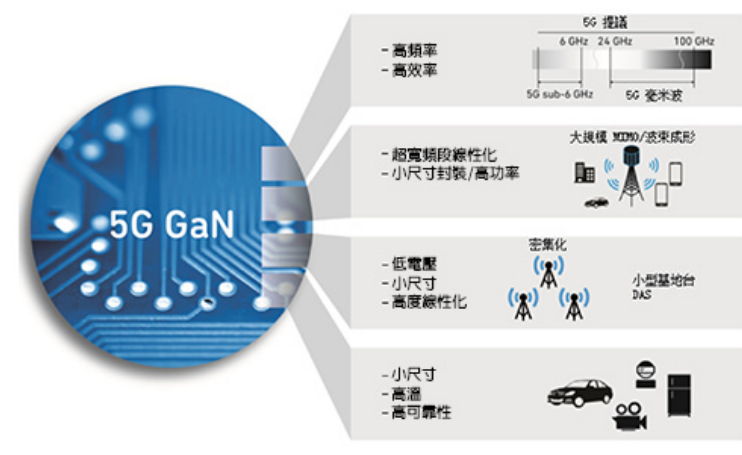 5G GaN
- 高頻率
- 高效率
5G 提議
6 GHz 24 GHz 100 GHz
5G sub-6 GHz 5G 毫米波
- 超寬頻段線性化
- 小尺寸封裝/高功率
大規模 MIMO/波束成形
- 低電壓
- 小尺寸
- 高度線性化
密集化
小型基地台
DAS
- 小尺寸
- 高溫
- 高可靠性